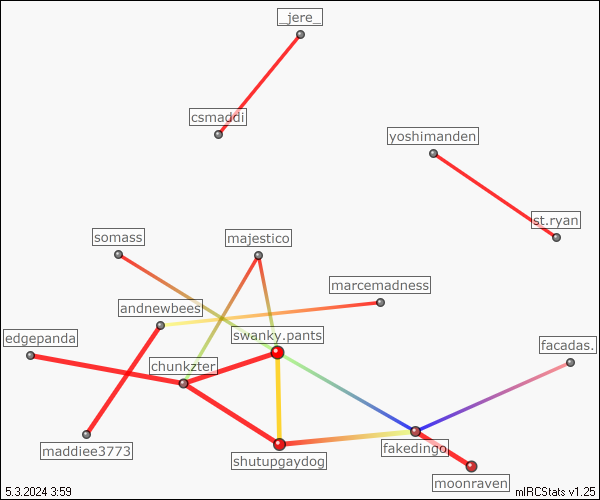 _jere_
csmaddi
yoshimanden
st.ryan
somass
majestico
marcemadness
andnewbees
swanky.pants
edgepanda
facadas.
chunkzter
fakedingo
maddiee3773
shutupgaydog
moonraven
5.3.2024 3:59
mIRCStats v1.25